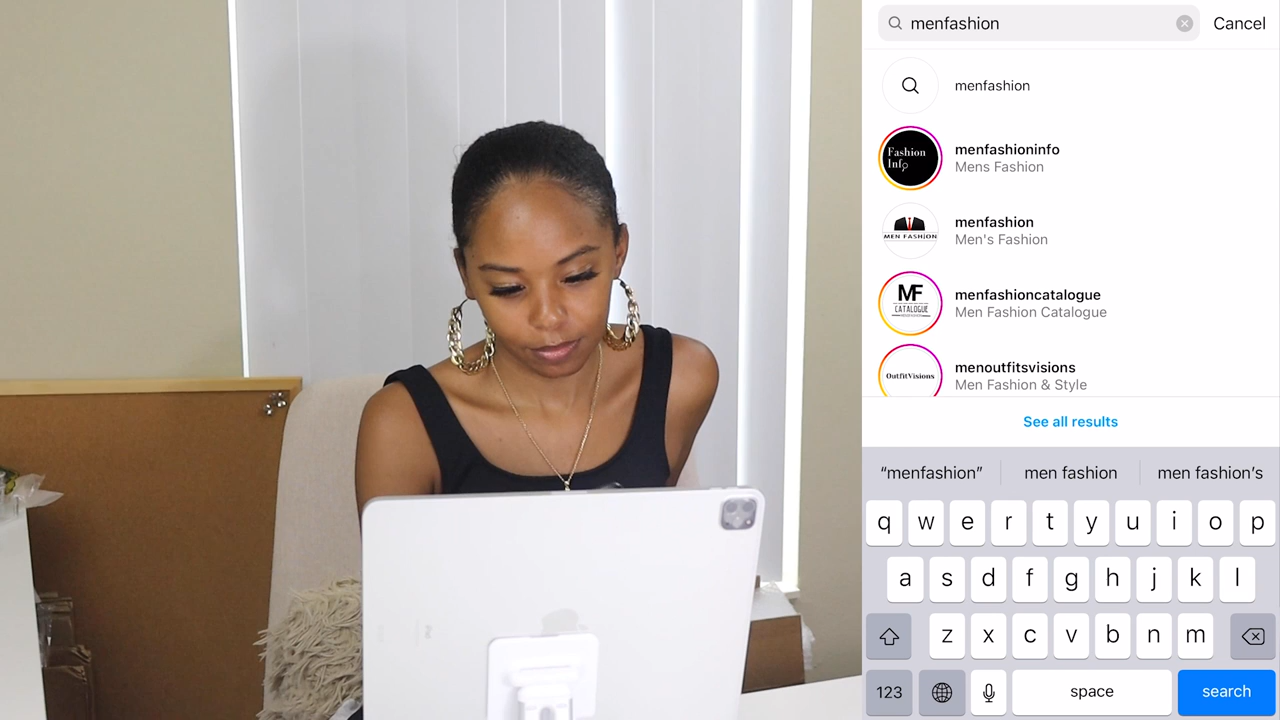 menfashion
Cancel
menfashion
Fashion
Info
menfashioninfo
Mens Fashion
MEN FASHION
menfashion
Men's Fashion
MF
CATALOGUE
menfashioncatalogue
Men Fashion Catalogue
OutfitVisions
menoutfitsvisions
Men Fashion & Style
See all results
“menfashion”
men fashion
men fashion’s
q w e r t y u i o p
a s d f g h j k l
z x c v b n m
123
space
search